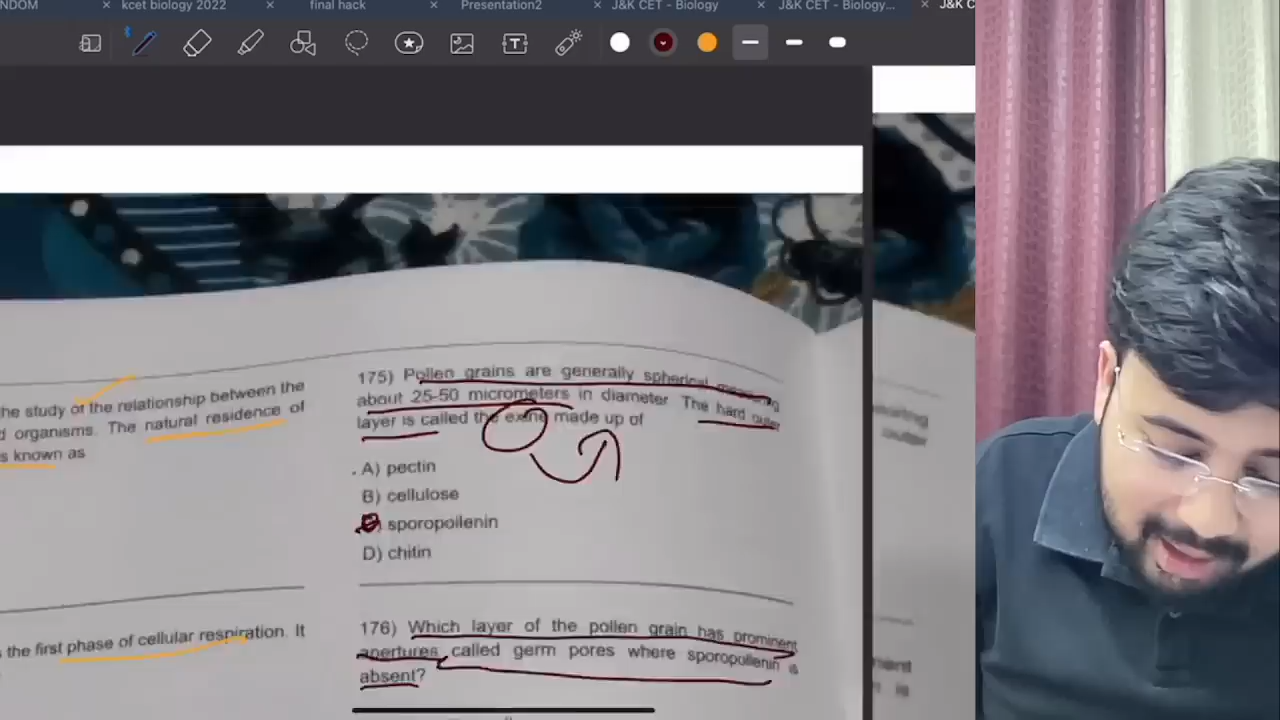 NDOM
kcet biology 2022
final hack
Presentation2
J&K CET - Biology
J&K CET - Biology...
J&K C
he study of the relationship between the
d organisms. The natural residence of
s known as
the first phase of cellular respiration. It
175) Pollen grains are generally spherical measuring
about 25-50 micrometers in diameter The hard outer
layer is called the exine made up of
A) pectin
B) cellulose
sporopollenin
D) chitin
176) Which layer of the pollen grain has prominent
apertures called germ pores where sporopollenin is
absent?
outer